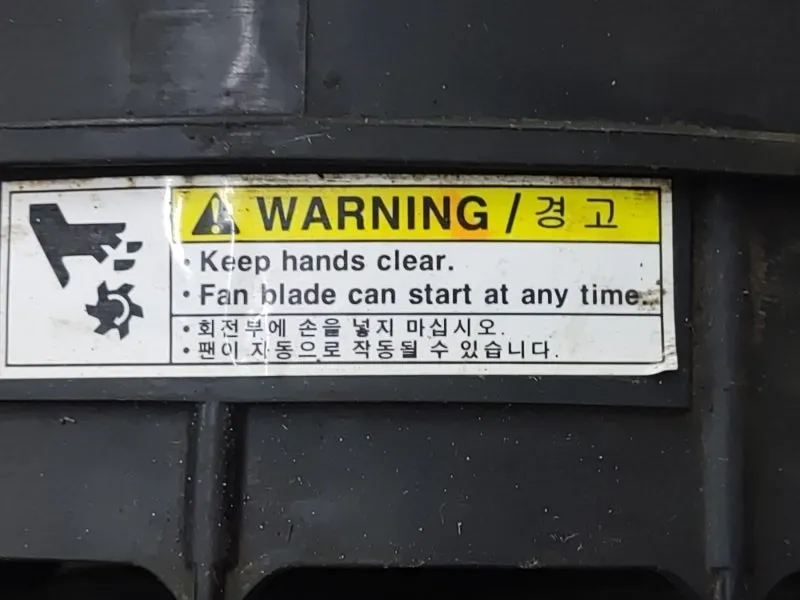 WARNING / 경고
· Keep hands clear.
· Fan blade can start at any time.
· 회전부에 손을 넣지 마십시오.
· 팬이 자동으로 작동될 수 있습니다.